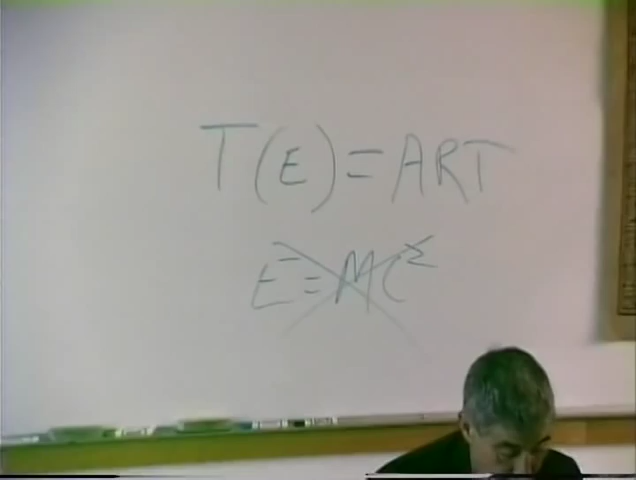 T(E) = ART
E = MC²